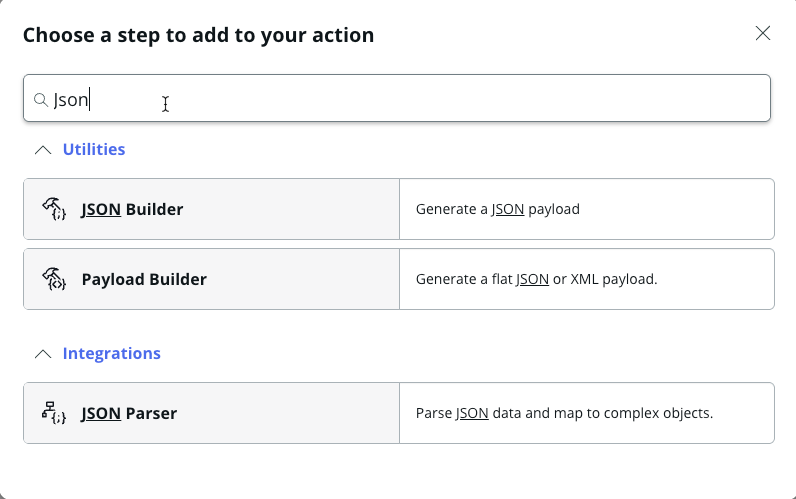 Choose a step to add to your action
Json
Utilities
JSON Builder
Generate a JSON payload
Payload Builder
Generate a flat JSON or XML payload.
Integrations
JSON Parser
Parse JSON data and map to complex objects.